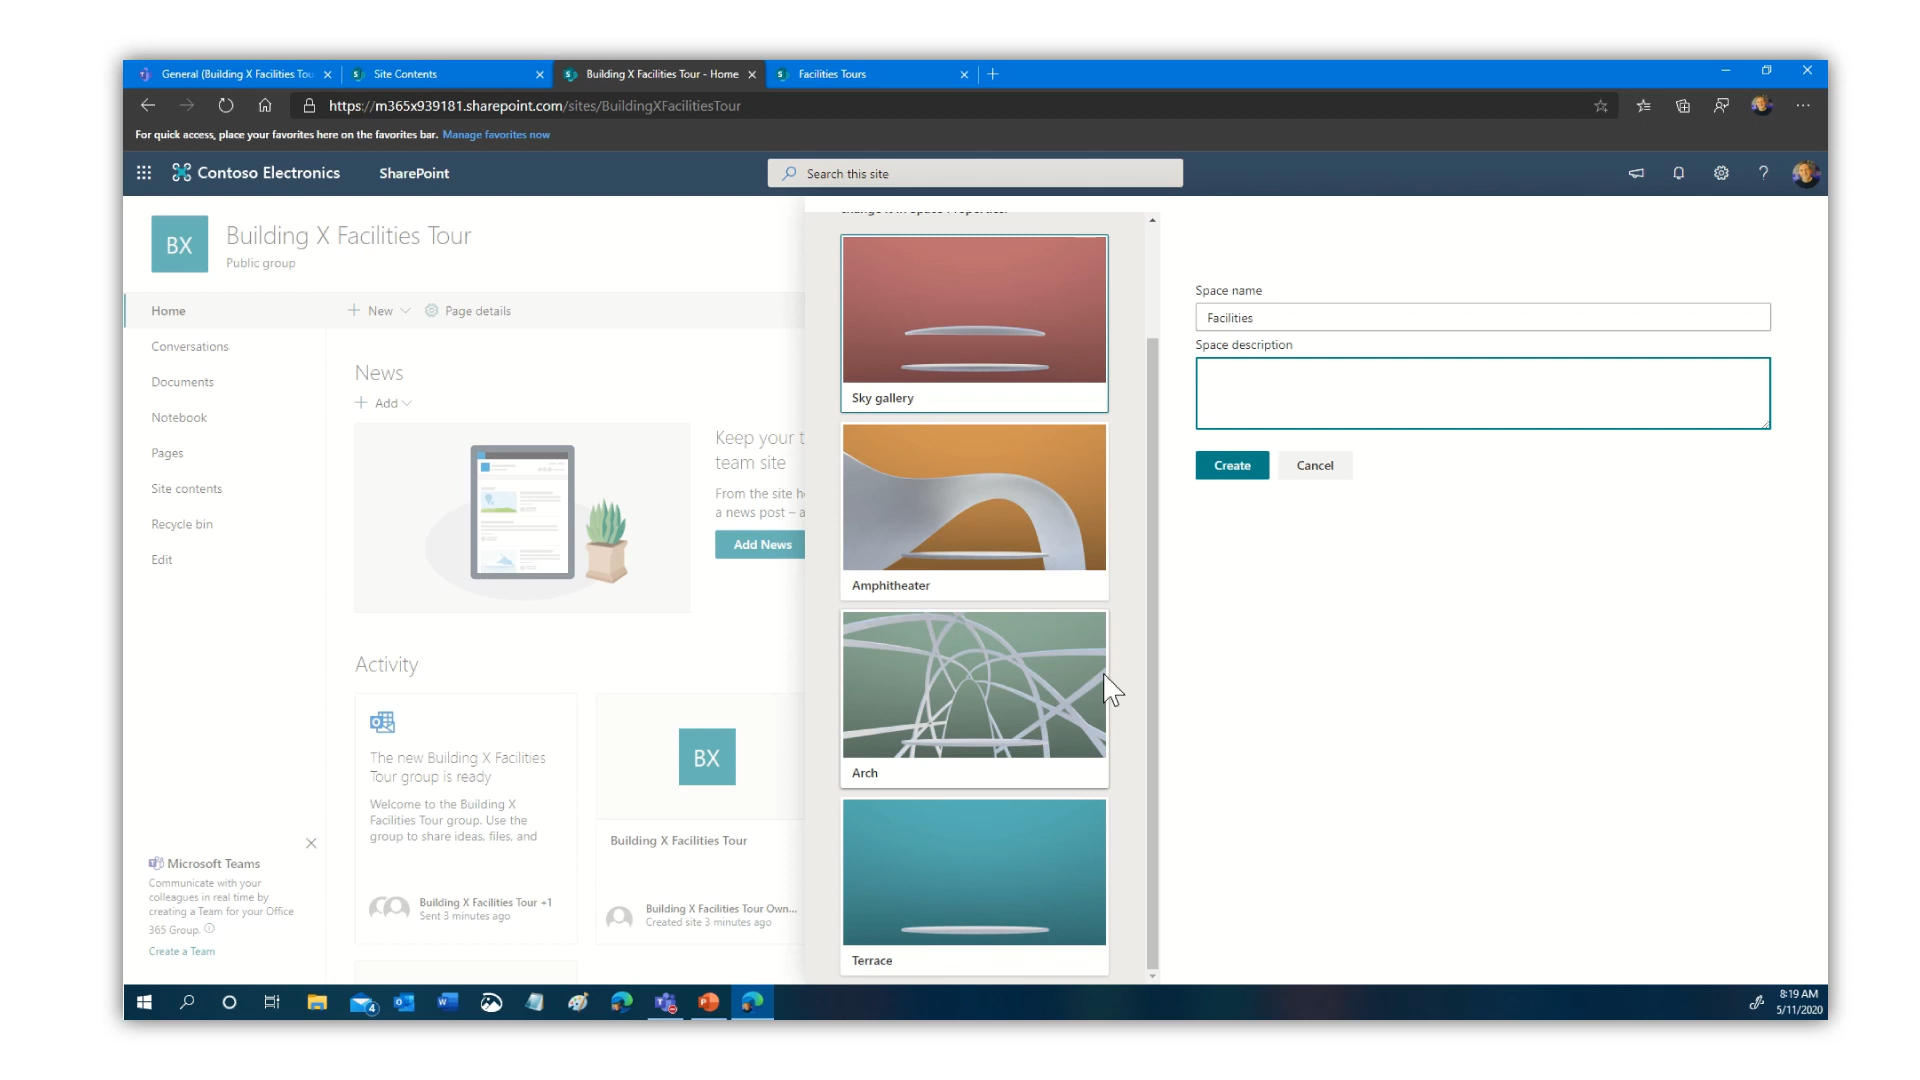 General (Building X Facilities Tou
Site Contents
Building X Facilities Tour - Home
Facilities Tours
https://m365x939181.sharepoint.com/sites/BuildingXFacilitiesTour
For quick access, place your favorites here on the favorites bar. Manage favorites now
Contoso Electronics
SharePoint
Search this site
BX
Building X Facilities Tour
Public group
Home
Conversations
Documents
Notebook
Pages
Site contents
Recycle bin
Edit
Microsoft Teams
Communicate with your
colleagues in real time by
creating a Team for your Office
365 Group.
Create a Team
New
Page details
News
Add
Keep your t
team site
From the site h
a news post – a
Add News
Activity
The new Building X Facilities
Tour group is ready
Welcome to the Building X
Facilities Tour group. Use the
group to share ideas, files, and
Building X Facilities Tour +1
Sent 3 minutes ago
BX
Building X Facilities Tour
Building X Facilities Tour Own...
Created site 3 minutes ago
change it in Space Properties.
Sky gallery
Amphitheater
Arch
Terrace
Space name
Facilities
Space description
Create
Cancel
4
8:19 AM
5/11/2020